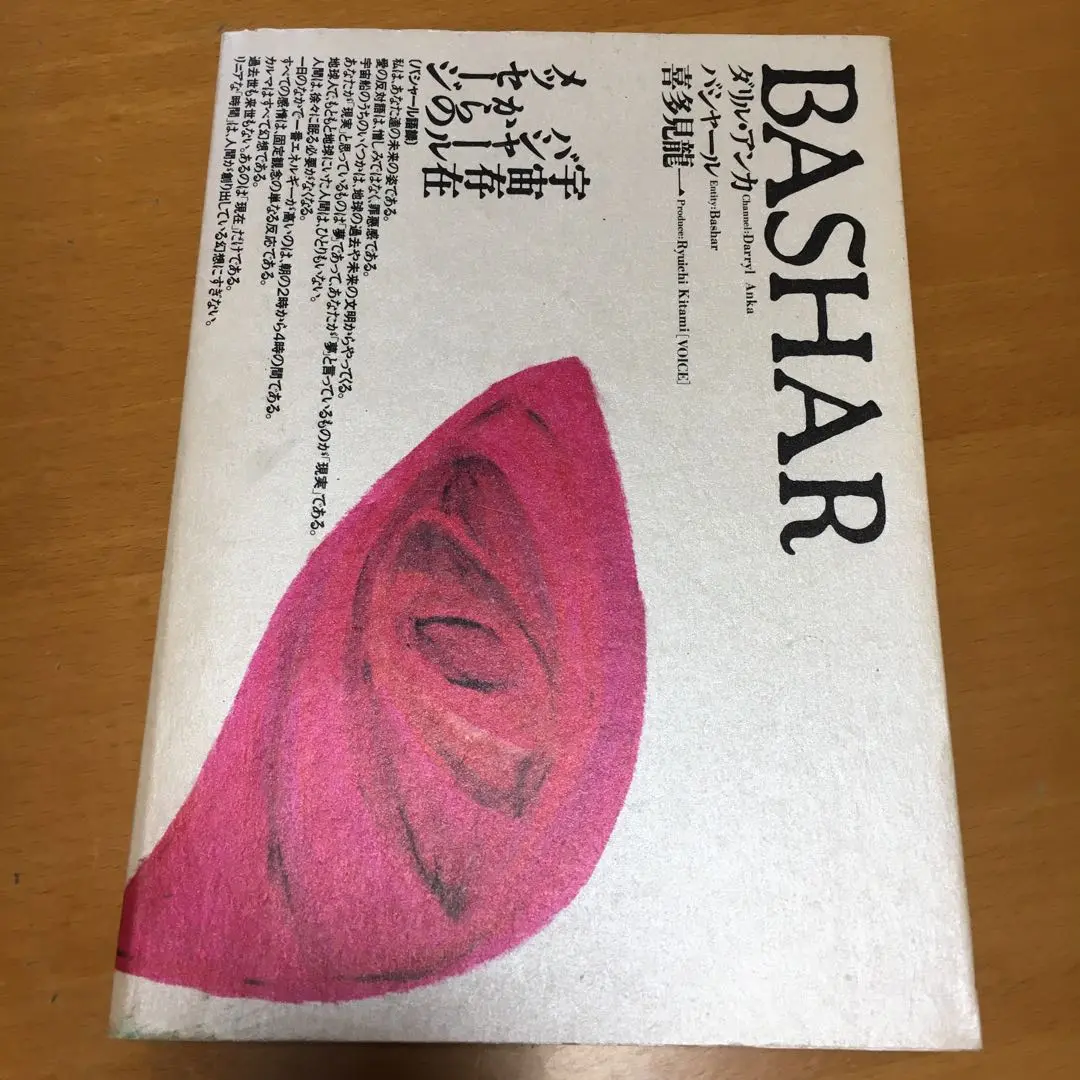 BASHAR
ダリル・アンカ Channel:Darryl Anka
バシャール Entity:Bashar
喜多見龍一 Produce:Ryuichi Kitami[VOICE]
宇宙存在
バシャール
からの
メッセージ
(バシャール語録)
私は、あなた達の未来の姿である。
愛の反対語は、憎しみではなく、罪悪感である。
宇宙船のうちのいくつかは、地球の過去や未来の文明からやってくる。
あなたが「現実」と思っているものは「夢」であって、あなたが「夢」と言っているものが「現実」である。
地球人でもともと地球にいた人間は、ひとりもいない。
人間は、徐々に眠る必要がなくなる。
一日のなかで一番エネルギーが高いのは、朝の2時から4時の間である。
すべての感情は、固定観念の単なる反応である。
カルマはすべて幻想である。
過去世も来世もない。あるのは「現在」だけである。
リニアな「時間」は、人間が創り出している幻想にすぎない。